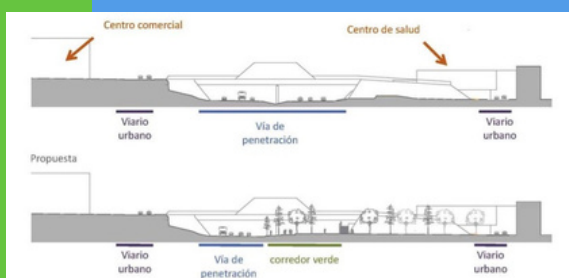 Centro comercial
Centro de salud
Viario
urbano
Vía de
penetración
Viario
urbano
Propuesta
Viario
urbano
Vía de
penetración
corredor verde
Viario
urbano